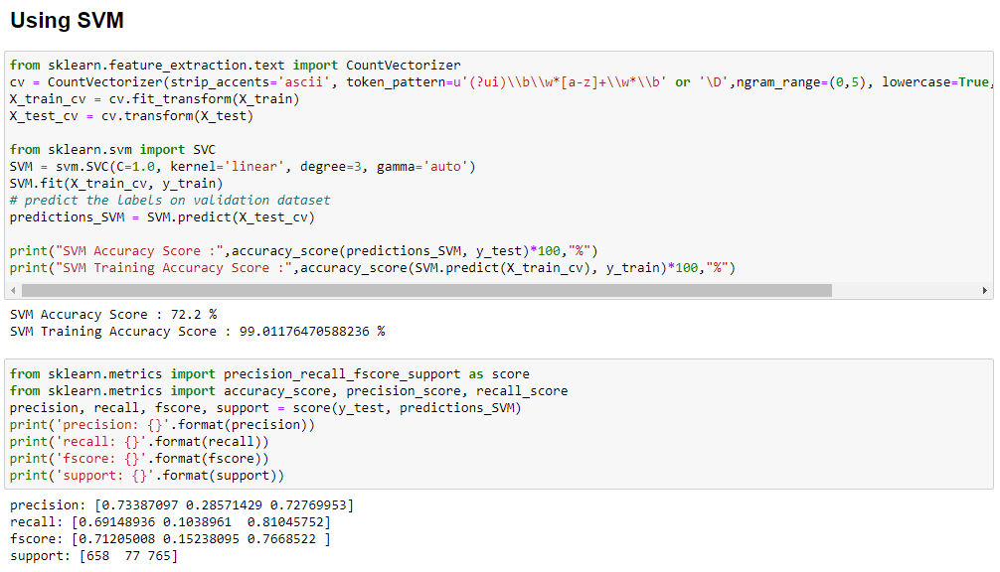 Using SVM
from sklearn.feature_extraction.text import CountVectorizer
cv = CountVectorizer(strip_accents='ascii', token_pattern=u'(?ui)\\b\\w*[a-z]+\\w*\\b' or '\D',ngram_range=(0,5), lowercase=True,
X_train_cv = cv.fit_transform(X_train)
X_test_cv = cv.transform(X_test)
from sklearn.svm import SVC
SVM = svm.SVC(C=1.0, kernel='linear', degree=3, gamma='auto')
SVM.fit(X_train_cv, y_train)
# predict the labels on validation dataset
predictions_SVM = SVM.predict(X_test_cv)
print("SVM Accuracy Score :",accuracy_score(predictions_SVM, y_test)*100,"%")
print("SVM Training Accuracy Score :",accuracy_score(SVM.predict(X_train_cv), y_train)*100,"%")
SVM Accuracy Score : 72.2 %
SVM Training Accuracy Score : 99.01176470588236 %
from sklearn.metrics import precision_recall_fscore_support as score
from sklearn.metrics import accuracy_score, precision_score, recall_score
precision, recall, fscore, support = score(y_test, predictions_SVM)
print('precision: {}'.format(precision))
print('recall: {}'.format(recall))
print('fscore: {}'.format(fscore))
print('support: {}'.format(support))
precision: [0.73387097 0.28571429 0.72769953]
recall: [0.69148936 0.1038961  0.81045752]
fscore: [0.71205008 0.15238095 0.7668522 ]
support: [658  77 765]